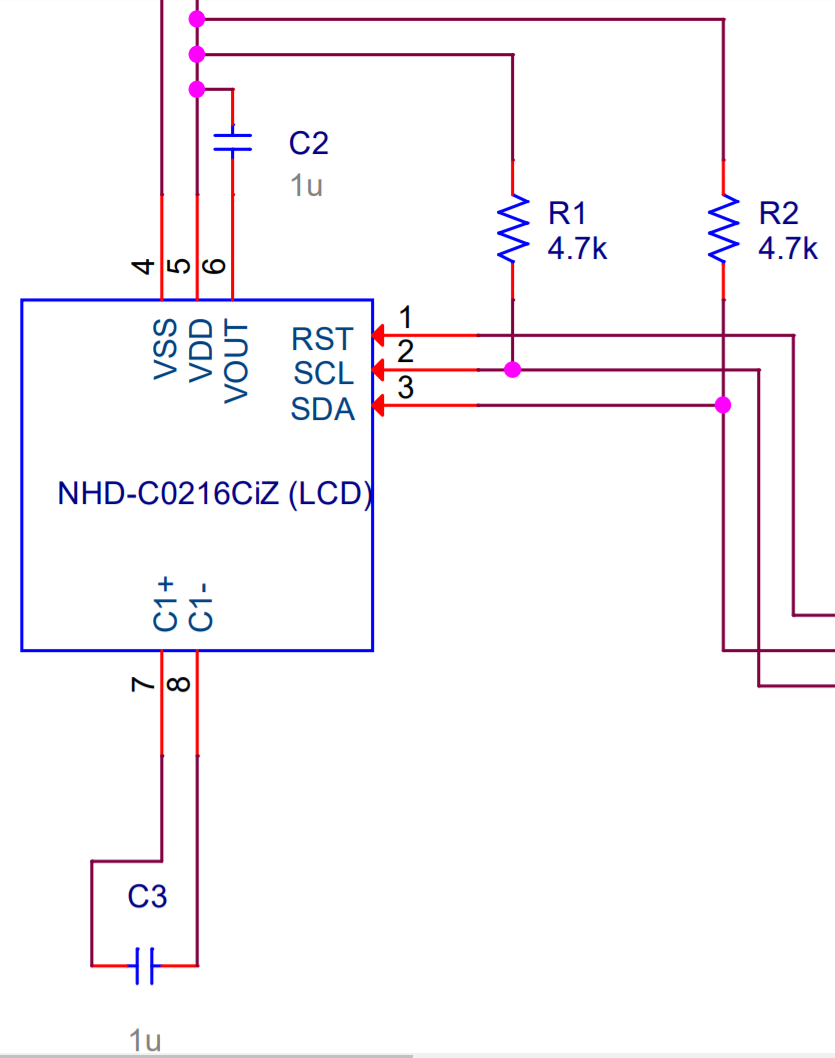 C2
1u
R1
4.7k
R2
4.7k
4
5
6
1
2
3
VSS
VDD
VOUT
RST
SCL
SDA
NHD-C0216CiZ (LCD)
C1+
C1-
7
8
C3
1u